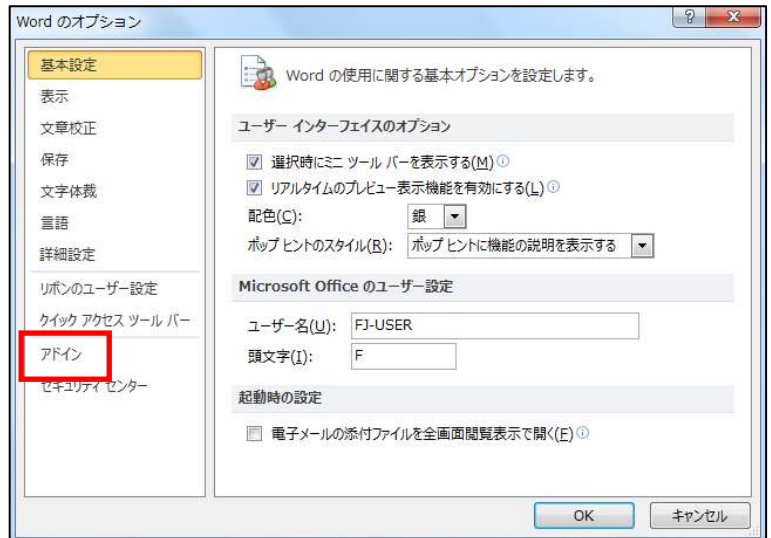 Word のオプション
基本設定
表示
文章校正
保存
文字体裁
言語
詳細設定
リボンのユーザー設定
クイック アクセス ツール バー
アドイン
セキュリティ センター
Word の使用に関する基本オプションを設定します。
ユーザー インターフェイスのオプション
選択時にミニ ツール バーを表示する(M)
リアルタイムのプレビュー表示機能を有効にする(L)
配色(C): 銀
ポップ ヒントのスタイル(R): ポップ ヒントに機能の説明を表示する
Microsoft Office のユーザー設定
ユーザー名(U): FJ-USER
頭文字(I): F
起動時の設定
電子メールの添付ファイルを全画面閲覧表示で開く(F)
OK キャンセル